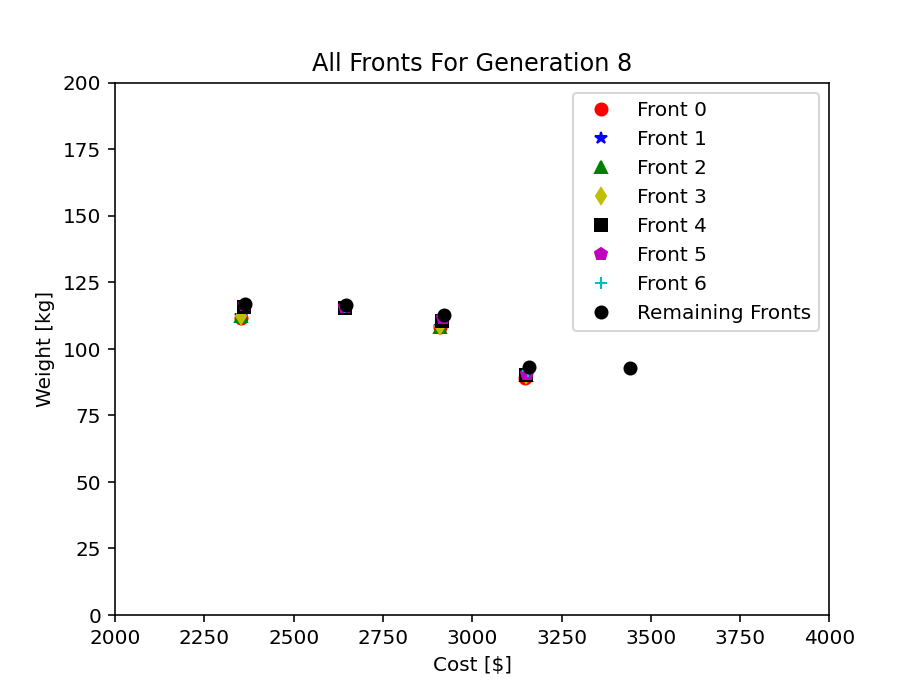 All Fronts For Generation 8
200
175
150
125
100
75
50
25
0
Weight [kg]
Front 0
Front 1
Front 2
Front 3
Front 4
Front 5
Front 6
Remaining Fronts
2000 2250 2500 2750 3000 3250 3500 3750 4000
Cost [$]